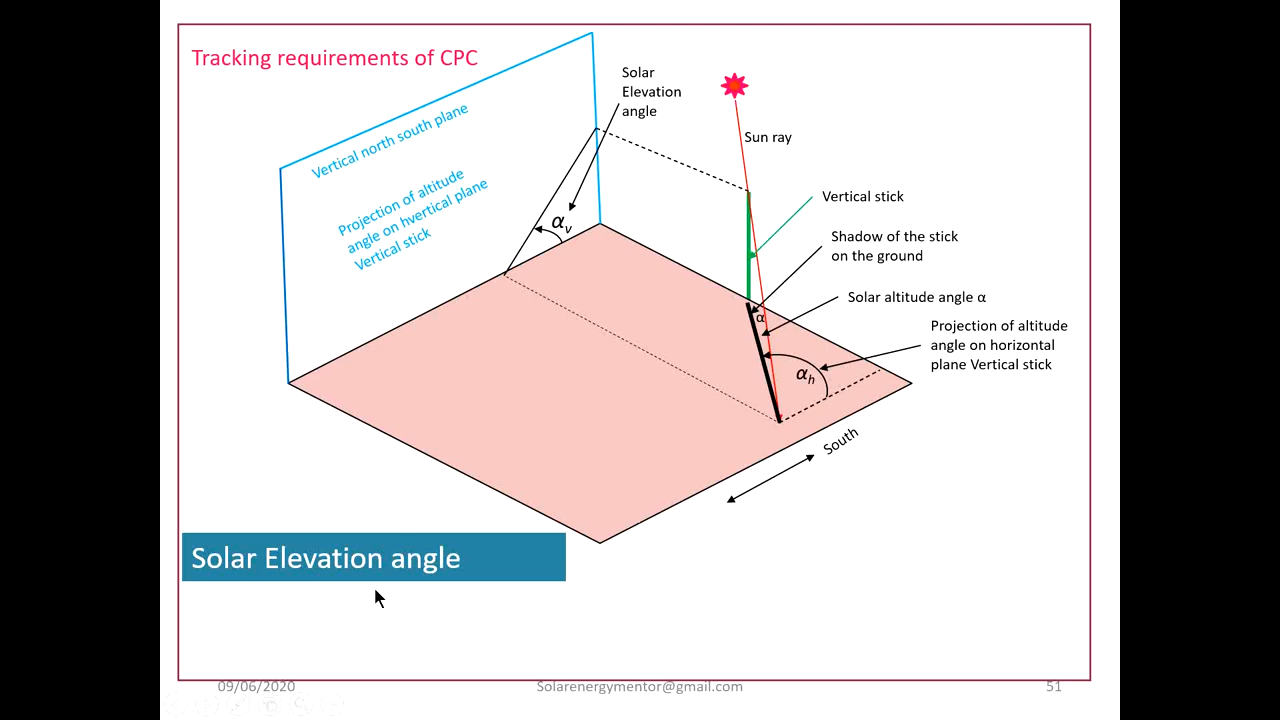 Tracking requirements of CPC
Solar
Elevation
angle
Vertical north south plane
Sun ray
Projection of altitude
angle on hvertical plane
Vertical stick
αv
Vertical stick
Shadow of the stick
on the ground
Solar altitude angle α
α
Projection of altitude
angle on horizontal
plane Vertical stick
αh
South
Solar Elevation angle
09/06/2020
Solarenergymentor@gmail.com
51